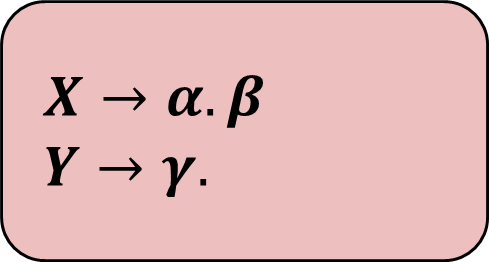 X → α. β
Y → γ.